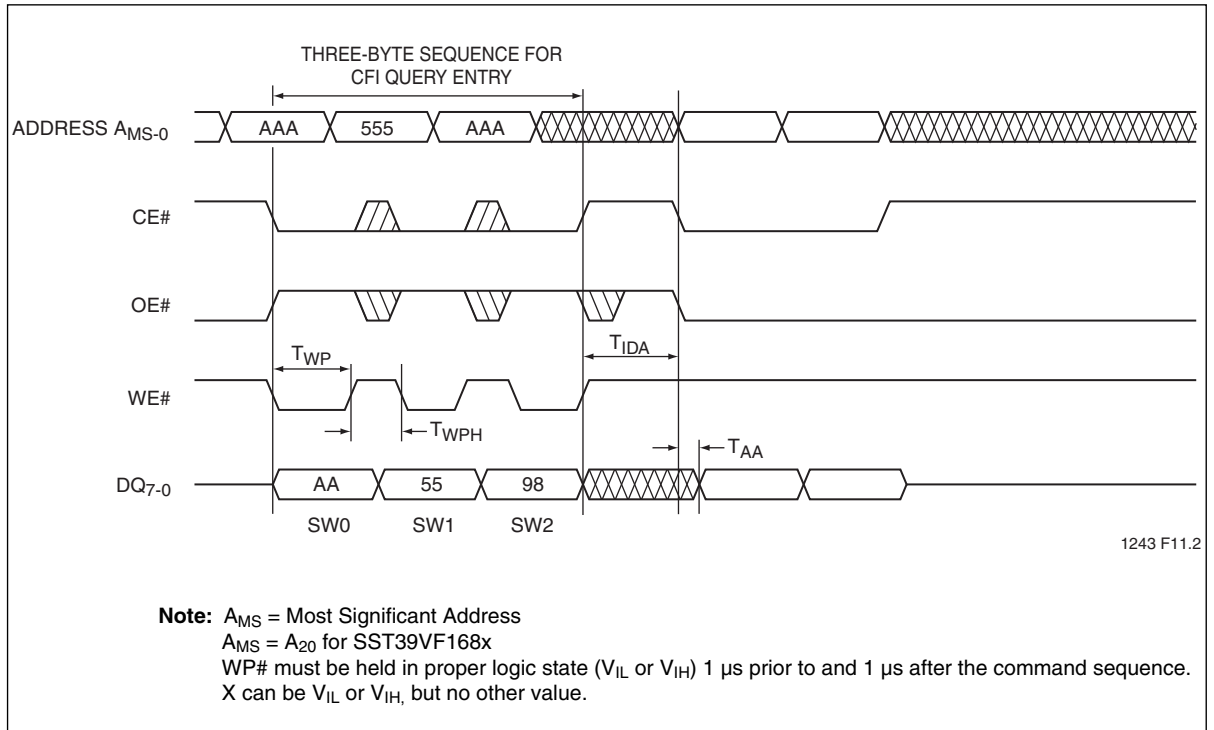 THREE-BYTE SEQUENCE FOR
CFI QUERY ENTRY
ADDRESS AMS-0
AAA 555 AAA
CE#
OE#
TWP
TIDA
WE#
TWPH
TAA
DQ7-0
AA 55 98
SW0 SW1 SW2
1243 F11.2
Note: AMS = Most Significant Address
AMS = A20 for SST39VF168x
WP# must be held in proper logic state (VIL or VIH) 1 µs prior to and 1 µs after the command sequence.
X can be VIL or VIH, but no other value.